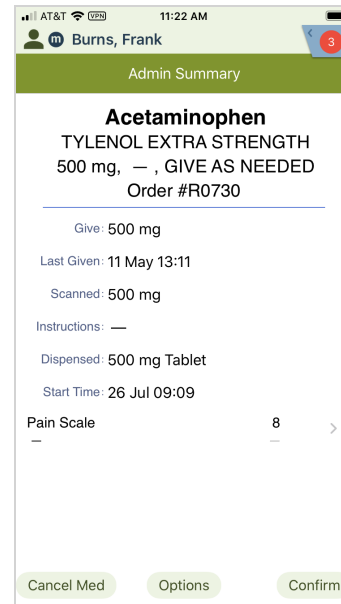 AT&T VPN 11:22 AM
m Burns, Frank 3
Admin Summary
Acetaminophen
TYLENOL EXTRA STRENGTH
500 mg, — , GIVE AS NEEDED
Order #R0730
Give: 500 mg
Last Given: 11 May 13:11
Scanned: 500 mg
Instructions: —
Dispensed: 500 mg Tablet
Start Time: 26 Jul 09:09
Pain Scale 8
— —
Cancel Med Options Confirm